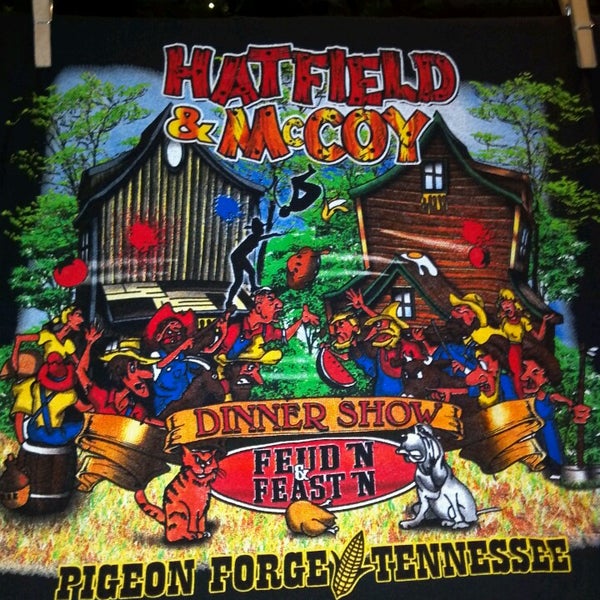 HATFIELD
& McCOY
DINNER SHOW
FEUD 'N
&
FEAST 'N
PIGEON FORGE TENNESSEE